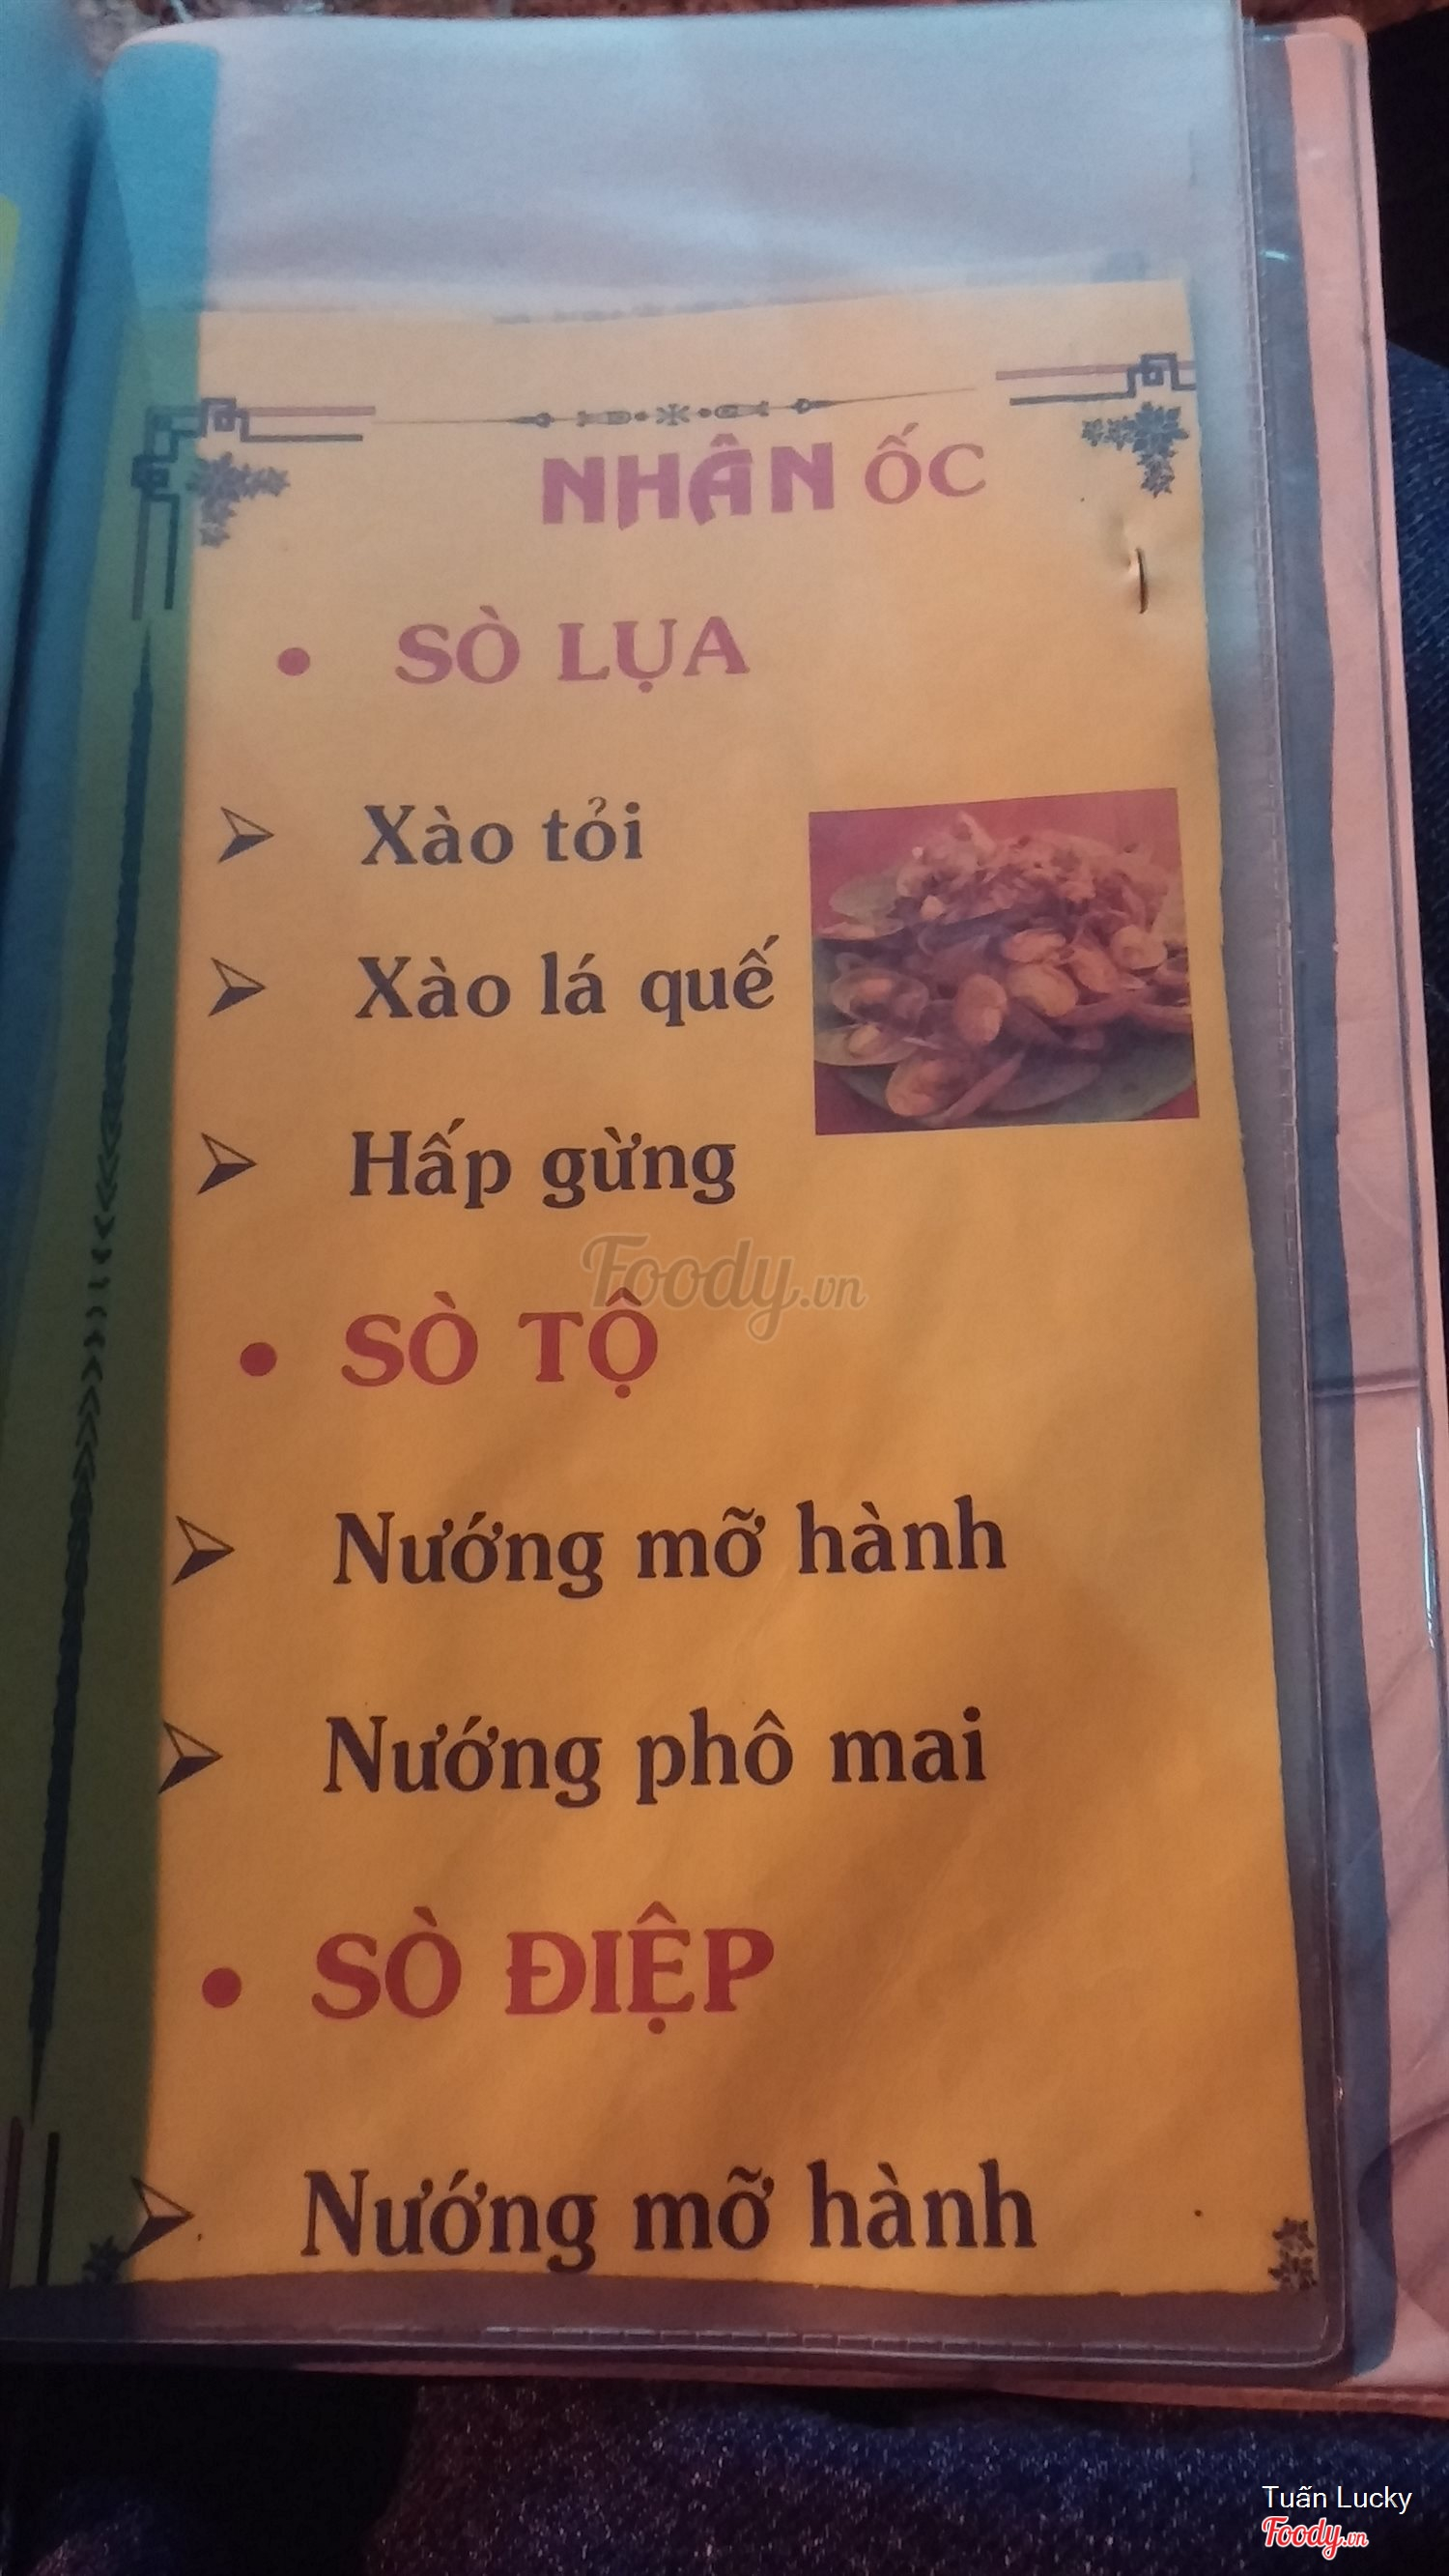 NHÂN ỐC
• SÒ LỤA
➢ Xào tỏi
➢ Xào lá quế
➢ Hấp gừng
Foody.vn
• SÒ TỘ
➢ Nướng mỡ hành
➢ Nướng phô mai
• SÒ ĐIỆP
➢ Nướng mỡ hành
Tuấn Lucky
Foody.vn